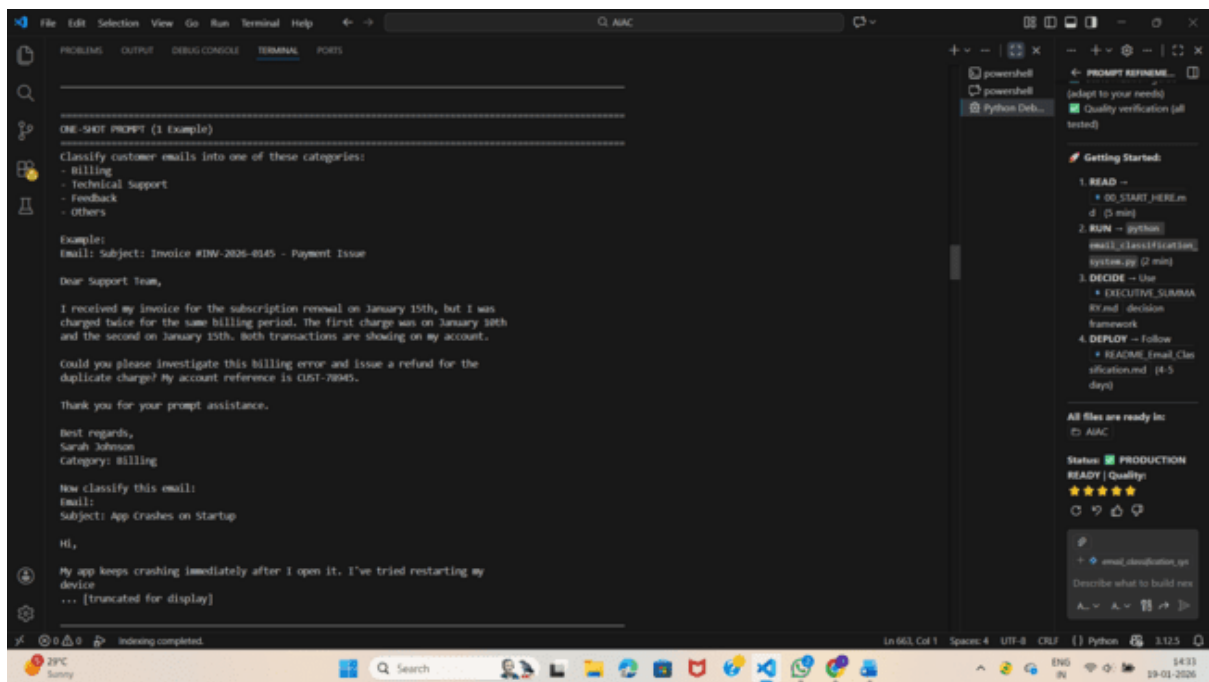 File Edit Selection View Go Run Terminal Help
AIAC
PROBLEMS OUTPUT DEBUG CONSOLE TERMINAL PORTS
ONE-SHOT PROMPT (1 Example)
Classify customer emails into one of these categories:
- Billing
- Technical Support
- Feedback
- Others
Example:
Email: Subject: Invoice #INV-2026-0145 - Payment Issue
Dear Support Team,
I received my invoice for the subscription renewal on January 15th, but I was
charged twice for the same billing period. The first charge was on January 10th
and the second on January 15th. Both transactions are showing on my account.
Could you please investigate this billing error and issue a refund for the
duplicate charge? My account reference is CUST-78945.
Thank you for your prompt assistance.
Best regards,
Sarah Johnson
Category: Billing
Now classify this email:
Email:
Subject: App Crashes on Startup
Hi,
My app keeps crashing immediately after I open it. I've tried restarting my
device
... [truncated for display]
powershell
powershell
Python Deb...
PROMPT REFINEME...
(adapt to your needs)
Quality verification (all
tested)
Getting Started:
1. READ →
00_START_HERE.m
d (5 min)
2. RUN → python
email_classification_
system.py (2 min)
3. DECIDE → Use
EXECUTIVE_SUMMA
RY.md decision
framework
4. DEPLOY → Follow
README_Email_Clas
sification.md (4-5
days)
All files are ready in:
AIAC
Status: PRODUCTION
READY | Quality:
email_classification_sys
Describe what to build nex
A... A...
0 0 Indexing completed.
Ln 663, Col 1 Spaces: 4 UTF-8 CRLF {} Python 3.12.5
29°C
Sunny
Search
ENG
IN
14:33
19-01-2026